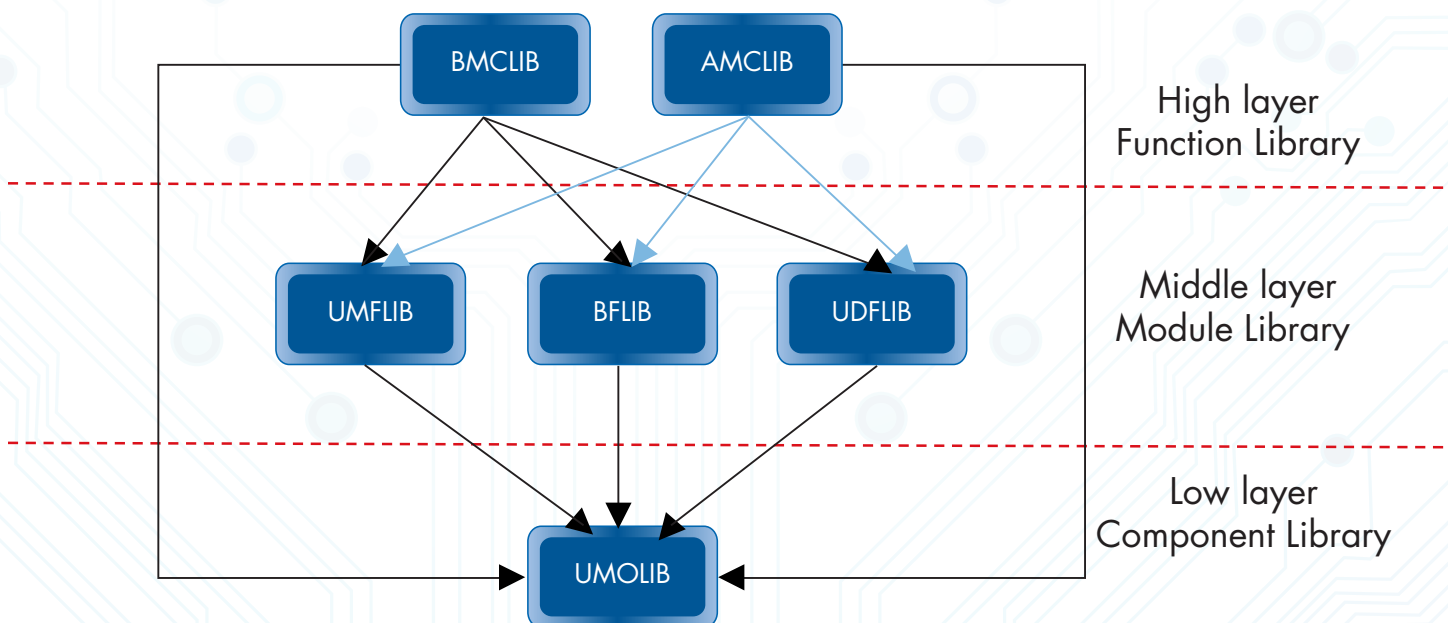 BMCLIB
AMCLIB
High layer
Function Library
UMFLIB
BFLIB
UDFLIB
Middle layer
Module Library
Low layer
Component Library
UMOLIB